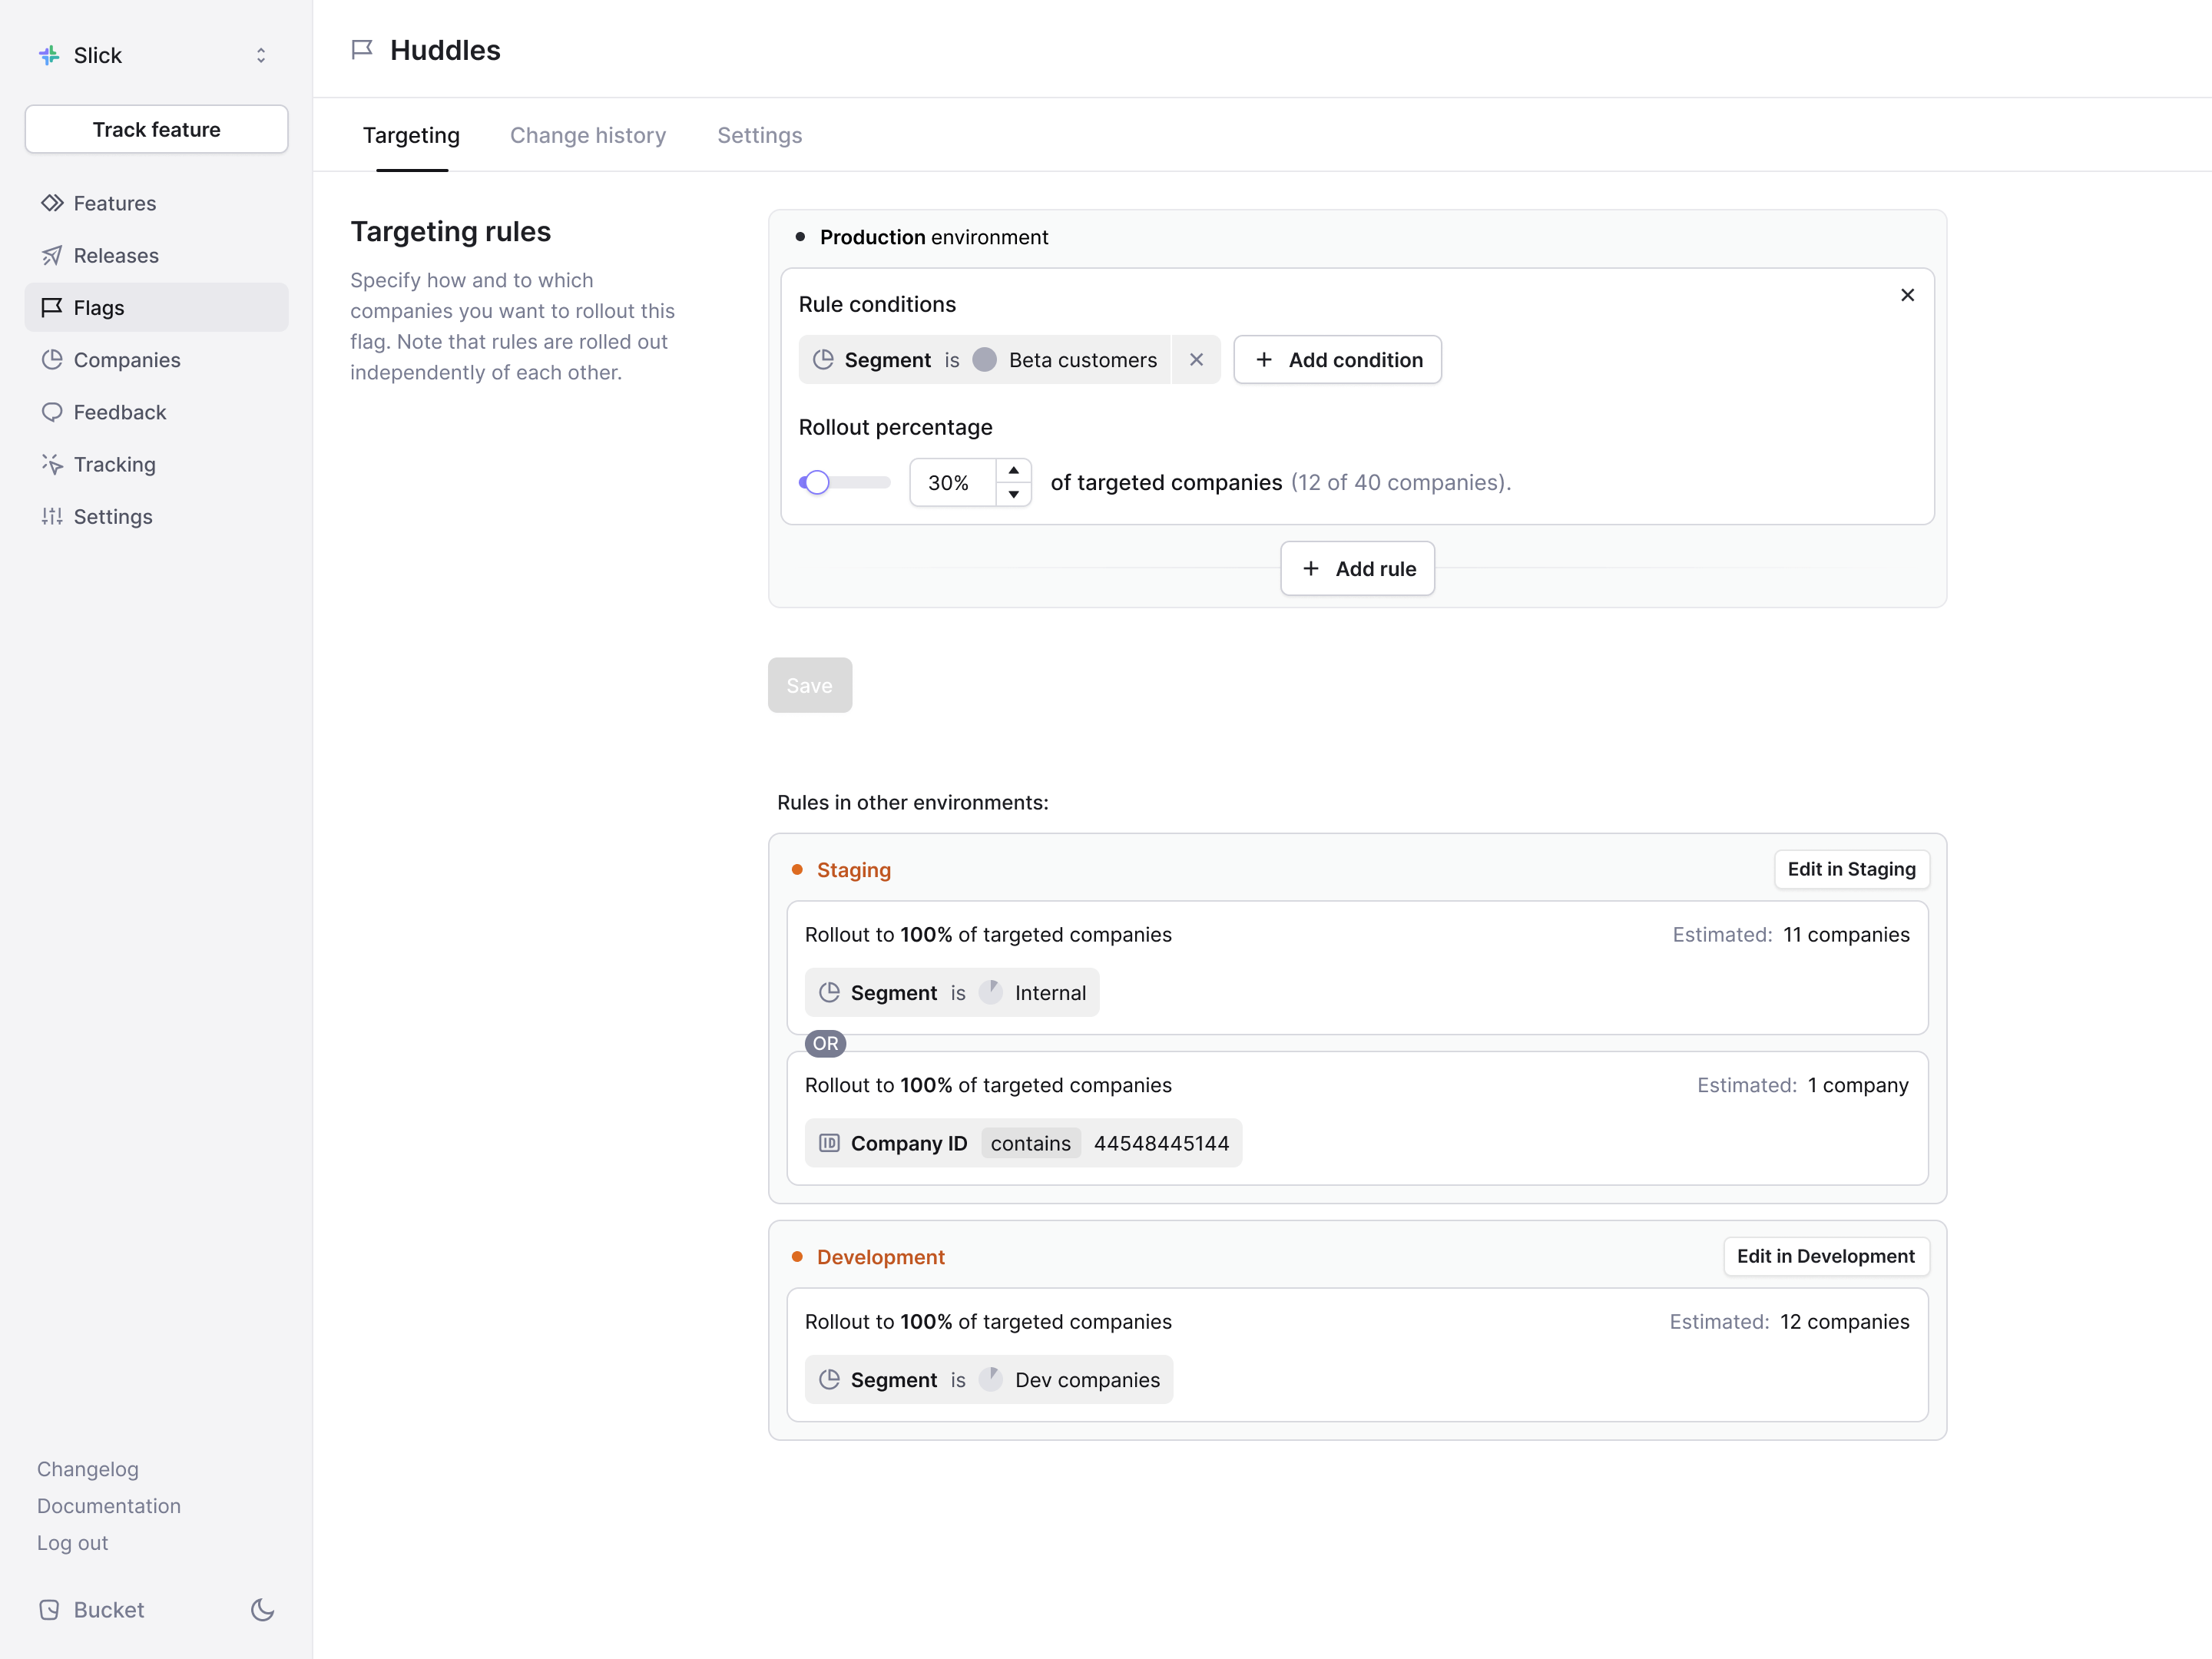 Slick
Track feature
Features
Releases
Flags
Companies
Feedback
Tracking
Settings
Changelog
Documentation
Log out
Bucket
Huddles
Targeting Change history Settings
Targeting rules
Specify how and to which
companies you want to rollout this
flag. Note that rules are rolled out
independently of each other.
Production environment
Rule conditions
Segment is Beta customers Add condition
Rollout percentage
30% of targeted companies (12 of 40 companies).
Add rule
Save
Rules in other environments:
Staging Edit in Staging
Rollout to 100% of targeted companies Estimated: 11 companies
Segment is Internal
OR
Rollout to 100% of targeted companies Estimated: 1 company
ID Company ID contains 44548445144
Development Edit in Development
Rollout to 100% of targeted companies Estimated: 12 companies
Segment is Dev companies